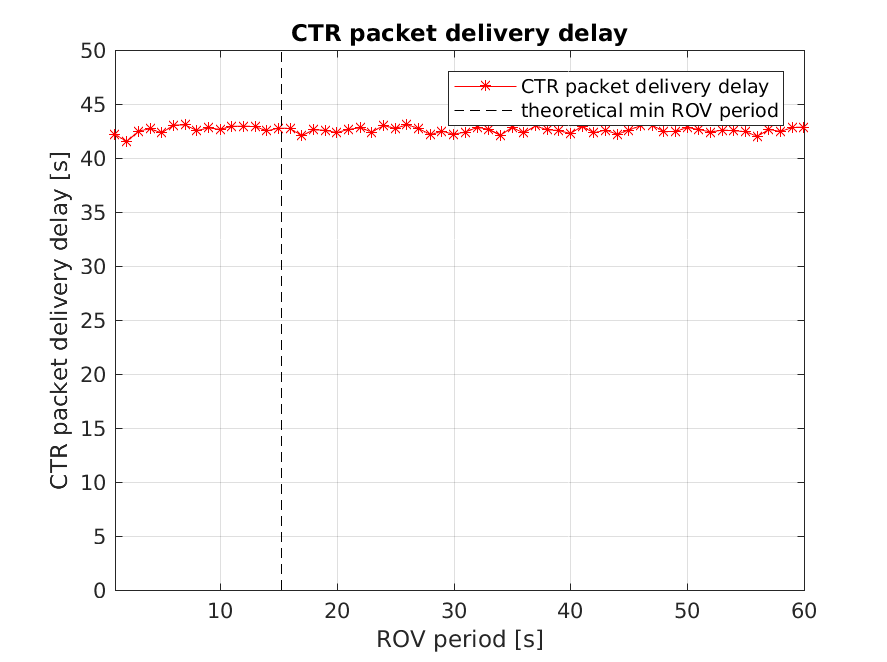 CTR packet delivery delay
CTR packet delivery delay
theoretical min ROV period
CTR packet delivery delay [s]
50
45
40
35
30
25
20
15
10
5
0
10 20 30 40 50 60
ROV period [s]